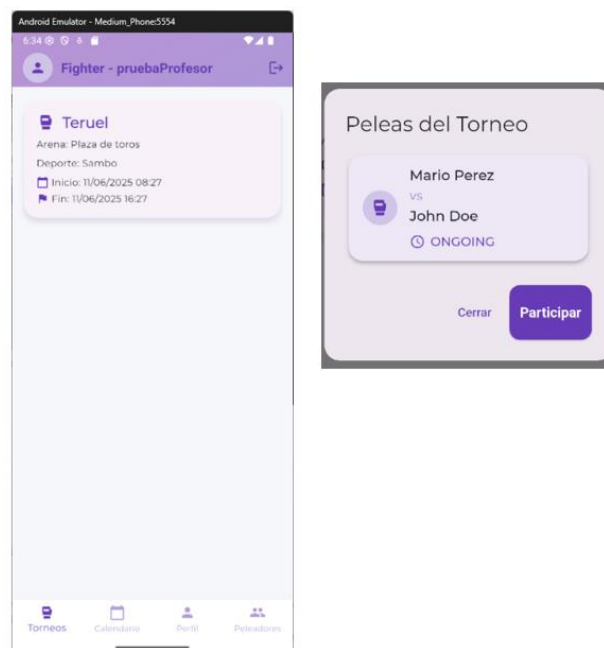 Android Emulator - Medium_Phone:5554
6:34
Fighter - pruebaProfesor
Teruel
Arena: Plaza de toros
Deporte: Sambo
Inicio: 11/06/2025 08:27
Fin: 11/06/2025 16:27
Torneos Calendario Perfil Peleadores
Peleas del Torneo
Mario Perez
vs
John Doe
ONGOING
Cerrar Participar